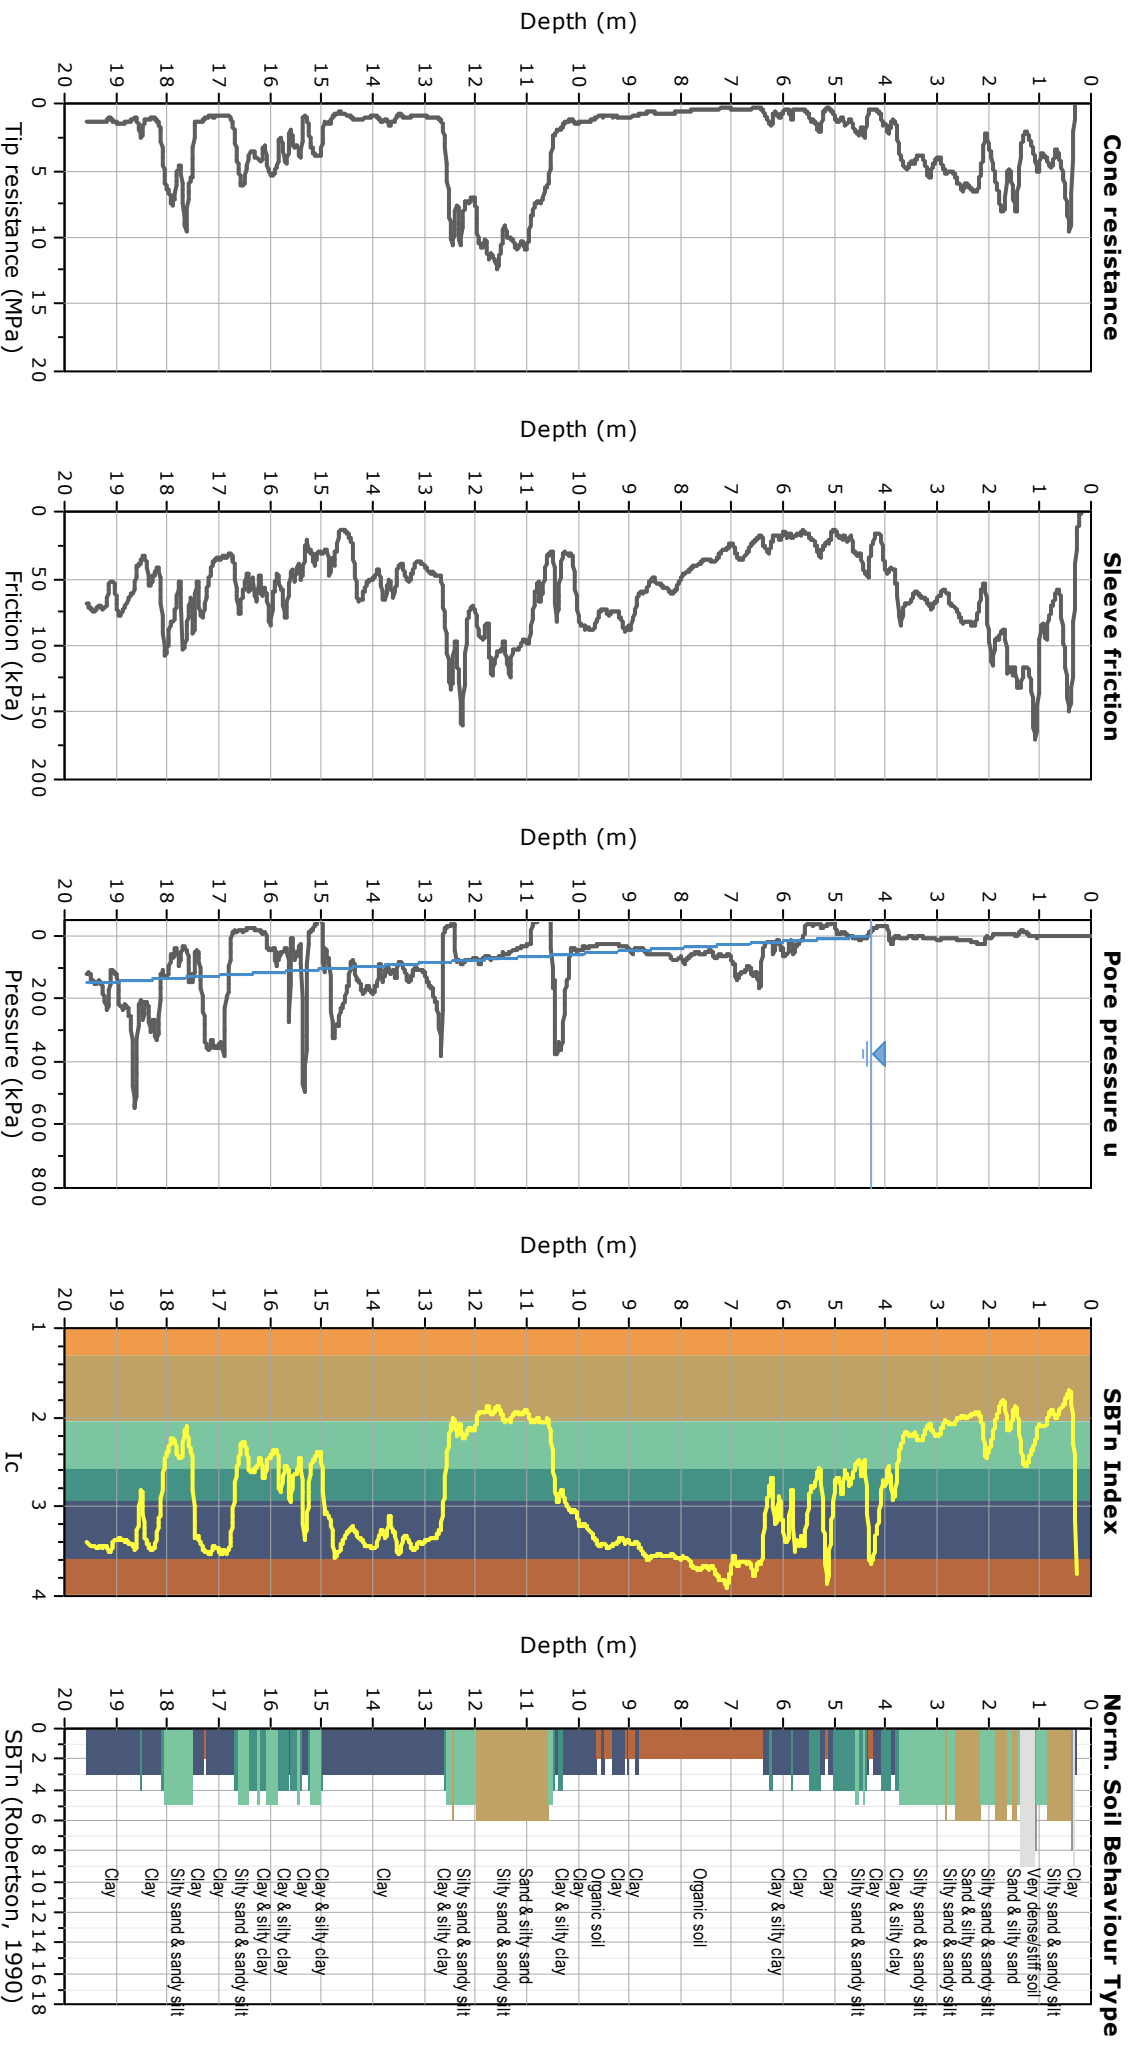 Cone resistance
Depth (m)
0
1
2
3
4
5
6
7
8
9
10
11
12
13
14
15
16
17
18
19
20
0 5 10 15 20
Tip resistance (MPa)
Sleeve friction
Depth (m)
0
1
2
3
4
5
6
7
8
9
10
11
12
13
14
15
16
17
18
19
20
0 50 100 150 200
Friction (kPa)
Pore pressure u
Depth (m)
0
1
2
3
4
5
6
7
8
9
10
11
12
13
14
15
16
17
18
19
20
0 200 400 600 800
Pressure (kPa)
SBTn Index
Depth (m)
0
1
2
3
4
5
6
7
8
9
10
11
12
13
14
15
16
17
18
19
20
1 2 3 4
Ic
Norm. Soil Behaviour Type
Depth (m)
0
1
2
3
4
5
6
7
8
9
10
11
12
13
14
15
16
17
18
19
20
Clay
Silty sand & sandy silt
Very dense/stiff soil
Sand & silty sand
Silty sand & sandy silt
Sand & silty sand
Silty sand & sandy silt
Silty sand & sandy silt
Clay & silty clay
Clay
Silty sand & sandy silt
Clay
Clay
Clay & silty clay
Organic soil
Clay
Clay
Organic soil
Clay
Clay & silty clay
Sand & silty sand
Silty sand & sandy silt
Silty sand & sandy silt
Clay & silty clay
Clay
Clay & silty clay
Clay
Clay & silty clay
Clay & silty clay
Silty sand & sandy silt
Clay
Clay
Silty sand & sandy silt
Clay
Clay
0 2 4 6 8 10 12 14 16 18
SBTn (Robertson, 1990)